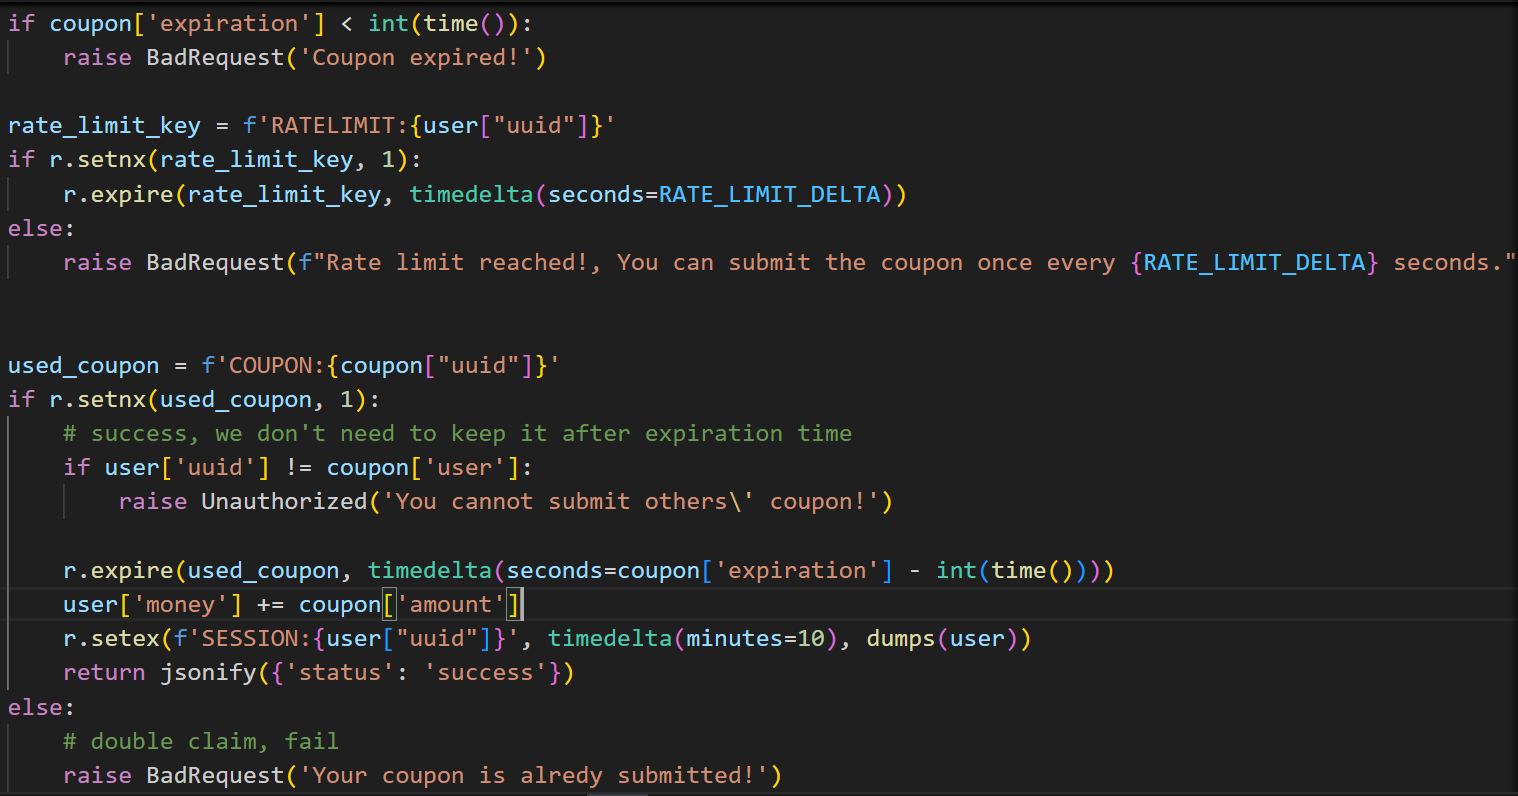 if coupon['expiration'] < int(time()):
    raise BadRequest('Coupon expired!')

rate_limit_key = f'RATELIMIT:{user["uuid"]}'
if r.setnx(rate_limit_key, 1):
    r.expire(rate_limit_key, timedelta(seconds=RATE_LIMIT_DELTA))
else:
    raise BadRequest(f"Rate limit reached!, You can submit the coupon once every {RATE_LIMIT_DELTA} seconds."

used_coupon = f'COUPON:{coupon["uuid"]}'
if r.setnx(used_coupon, 1):
    # success, we don't need to keep it after expiration time
    if user['uuid'] != coupon['user']:
        raise Unauthorized('You cannot submit others\' coupon!')

    r.expire(used_coupon, timedelta(seconds=coupon['expiration'] - int(time())))
    user['money'] += coupon['amount']
    r.setex(f'SESSION:{user["uuid"]}', timedelta(minutes=10), dumps(user))
    return jsonify({'status': 'success'})
else:
    # double claim, fail
    raise BadRequest('Your coupon is alredy submitted!')